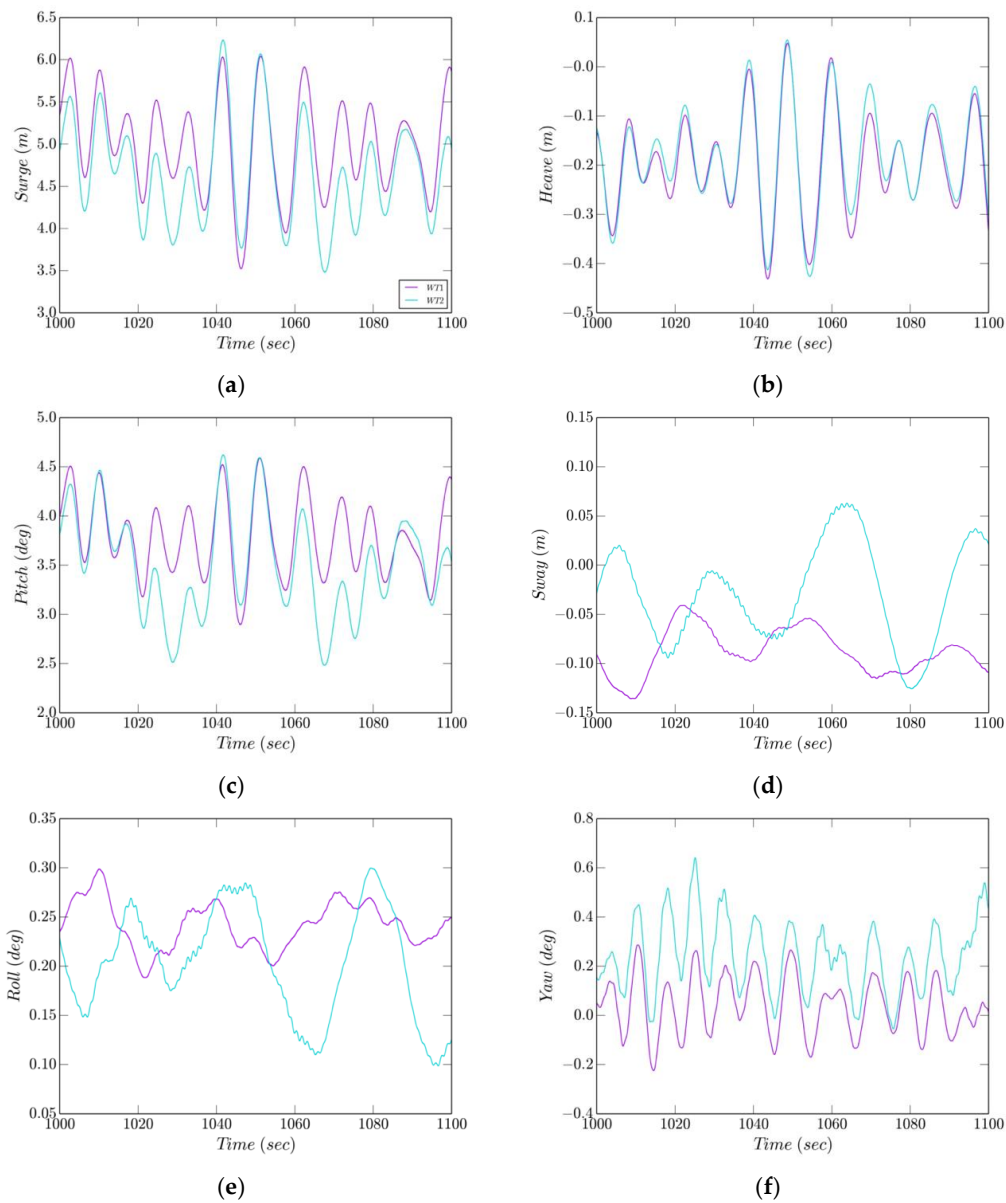 6.5
6.0
5.5
5.0
4.5
4.0
3.5
3.0
Surge (m)
WT1
WT2
1000 1020 1040 1060 1080 1100
Time (sec)
(a)
0.1
−0.0
−0.1
−0.2
−0.3
−0.4
−0.5
Heave (m)
1000 1020 1040 1060 1080 1100
Time (sec)
(b)
5.0
4.5
4.0
3.5
3.0
2.5
2.0
Pitch (deg)
1000 1020 1040 1060 1080 1100
Time (sec)
(c)
0.15
0.10
0.05
0.00
−0.05
−0.10
−0.15
Sway (m)
1000 1020 1040 1060 1080 1100
Time (sec)
(d)
0.35
0.30
0.25
0.20
0.15
0.10
0.05
Roll (deg)
1000 1020 1040 1060 1080 1100
Time (sec)
(e)
0.8
0.6
0.4
0.2
0.0
−0.2
−0.4
Yaw (deg)
1000 1020 1040 1060 1080 1100
Time (sec)
(f)